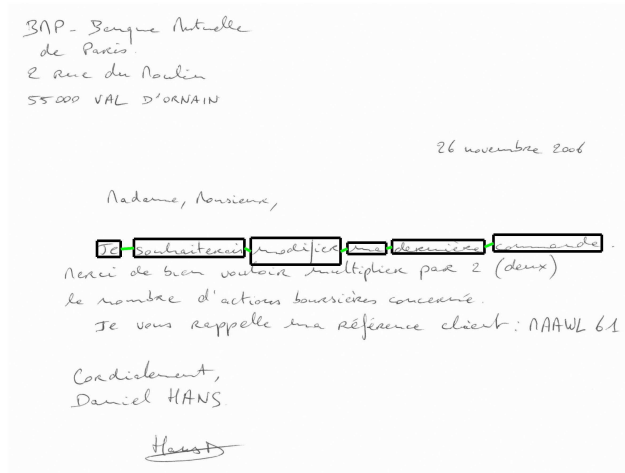 BMP - Banque Mutuelle
de Paris.
2 rue du Moulin
55000 VAL D'ORNAIN
26 novembre 2006
Madame, Monsieur,
Je souhaiterais modifier ma dernière commande.
Merci de bien vouloir multiplier par 2 (deux)
le nombre d'actions boursières concerné.
Je vous rappelle ma référence client : MAAWL 61
Cordialement,
Daniel HANS.
Hans D